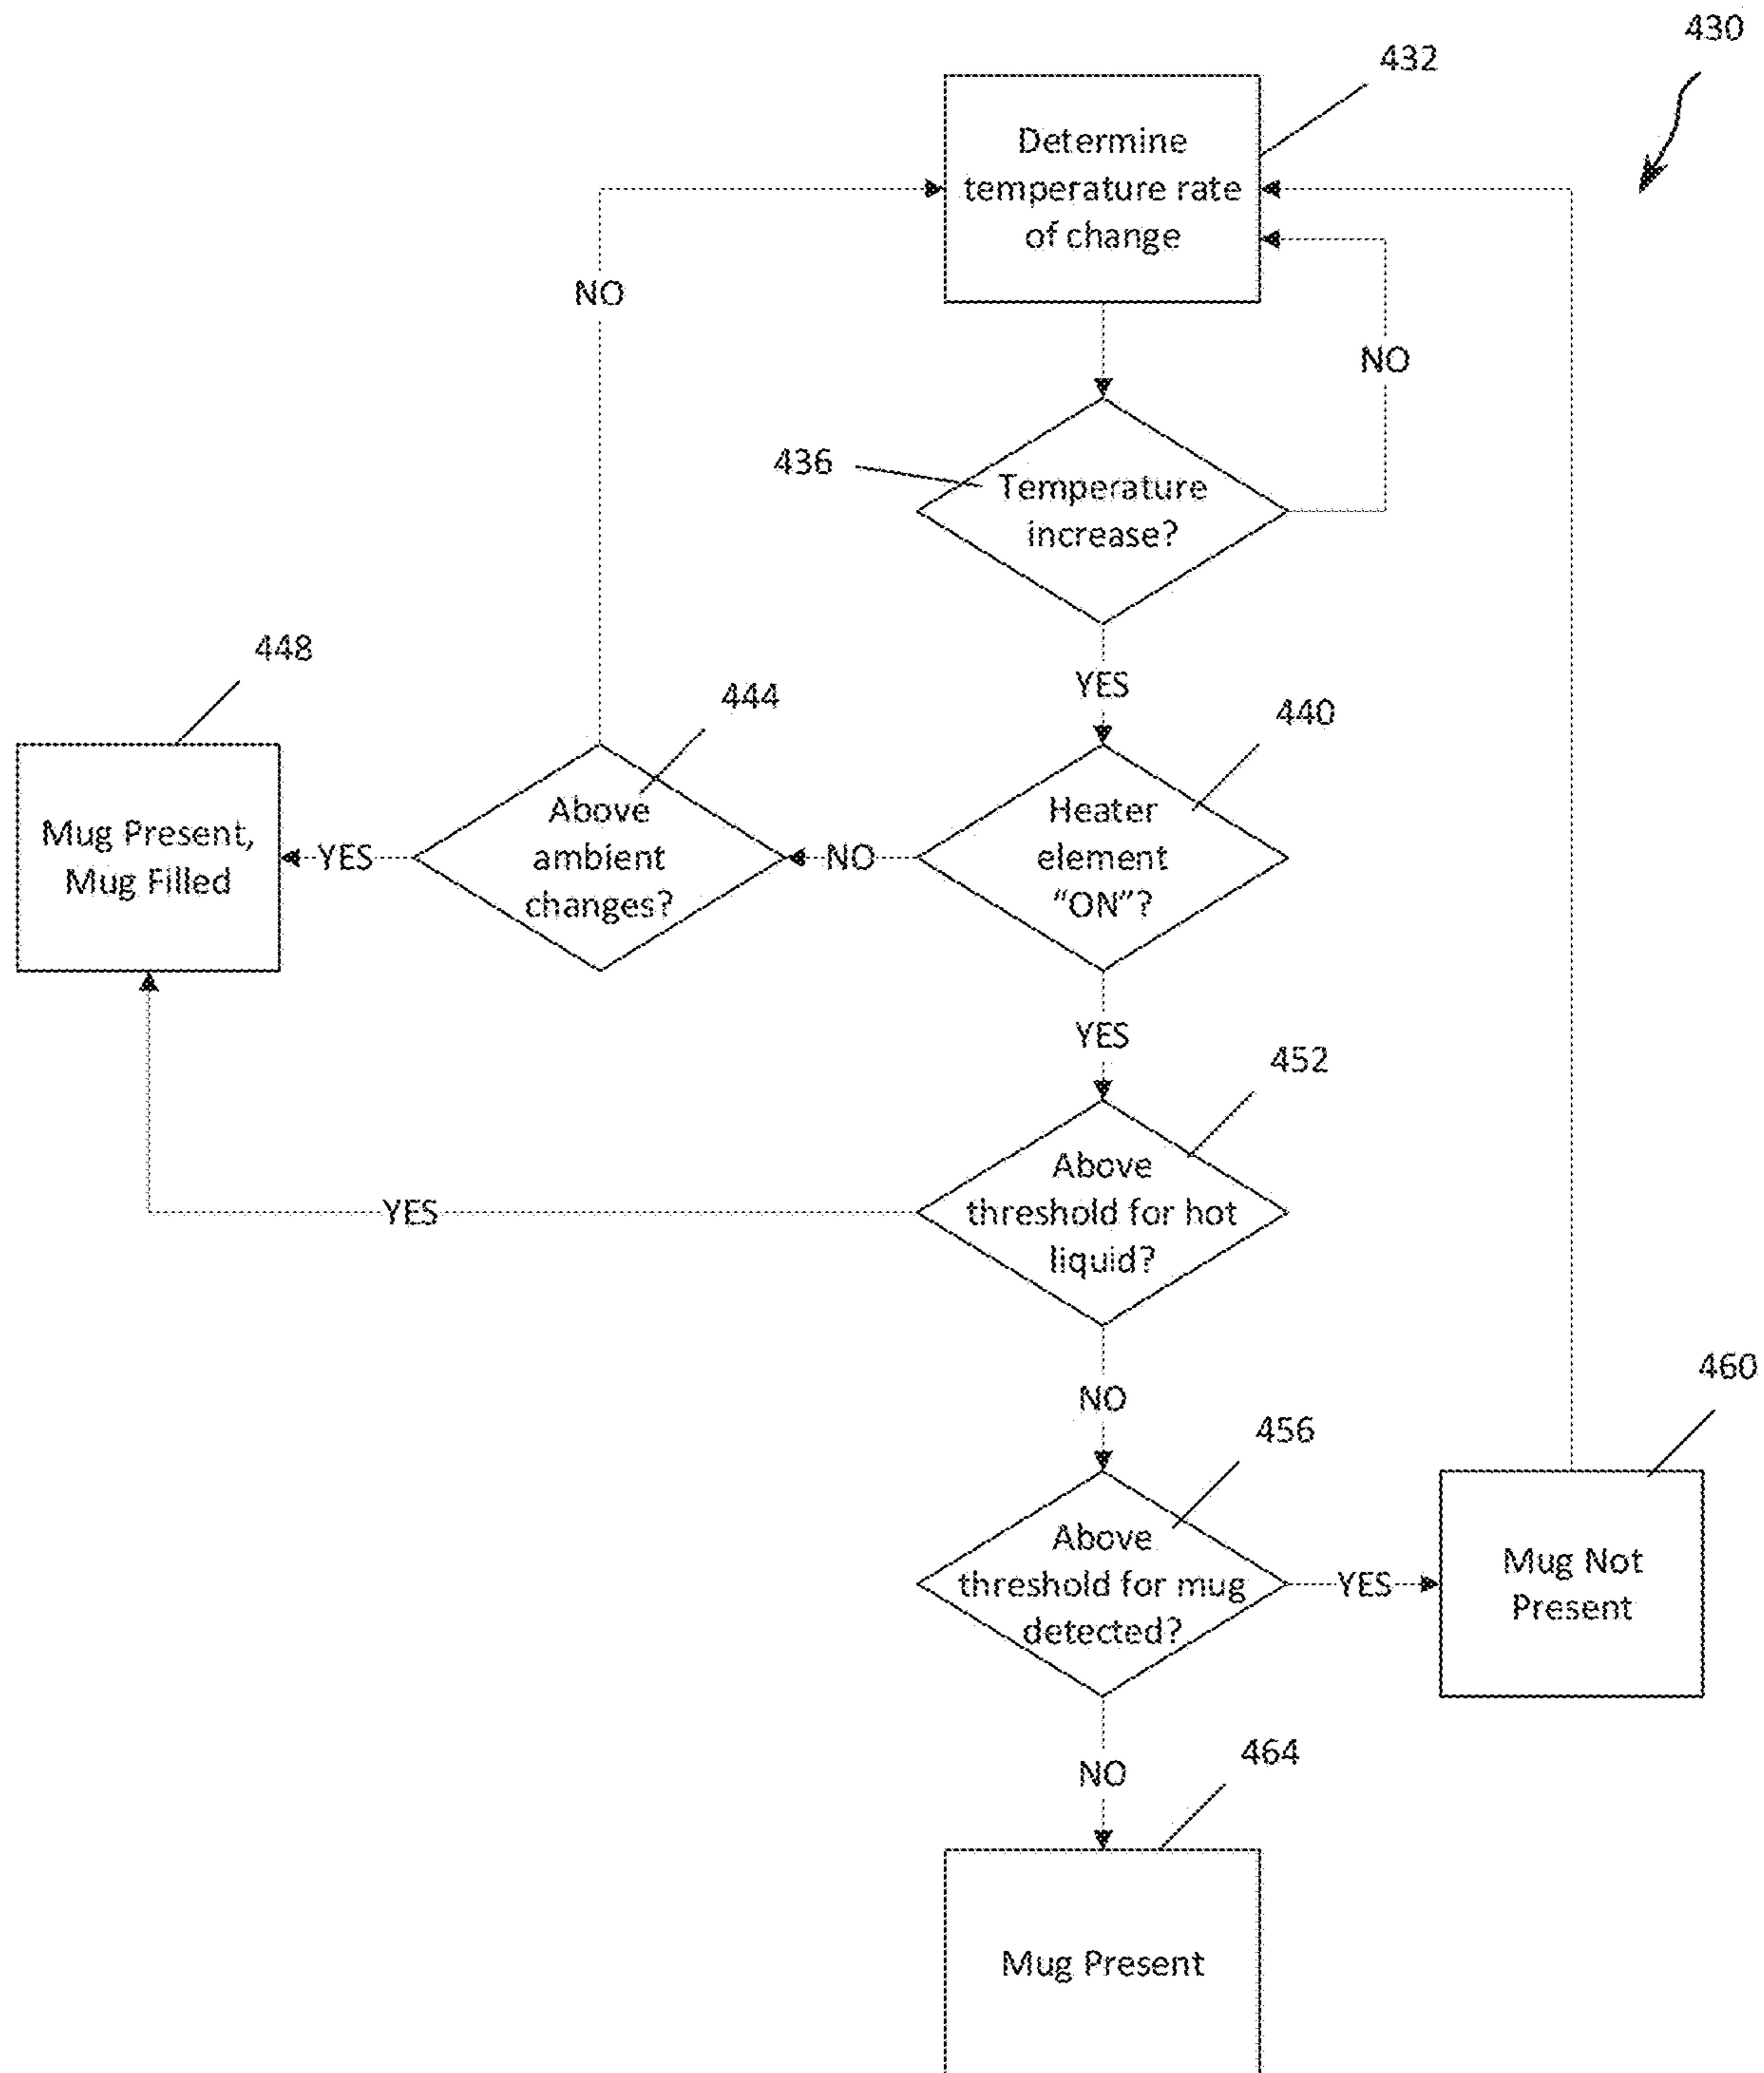 430
432
Determine
temperature rate
of change
NO
NO
436
Temperature
increase?
YES
448
444
440
Mug Present,
Mug Filled
YES
Above
ambient
changes?
NO
Heater
element
“ON”?
YES
452
Above
threshold for hot
liquid?
YES
NO
460
456
Above
threshold for mug
detected?
YES
Mug Not
Present
NO
464
Mug Present